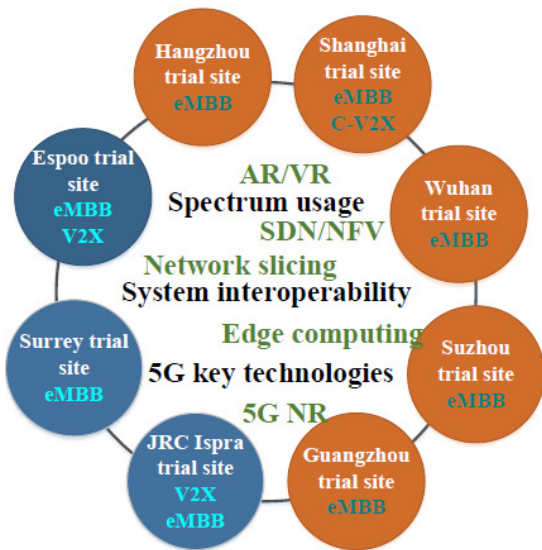 Hangzhou
trial site
eMBB
Shanghai
trial site
eMBB
C-V2X
Espoo trial
site
eMBB
V2X
AR/VR
Spectrum usage
SDN/NFV
Wuhan
trial site
eMBB
Network slicing
System interoperability
Edge computing
Surrey trial
site
eMBB
5G key technologies
Suzhou
trial site
eMBB
5G NR
JRC Ispra
trial site
V2X
eMBB
Guangzhou
trial site
eMBB